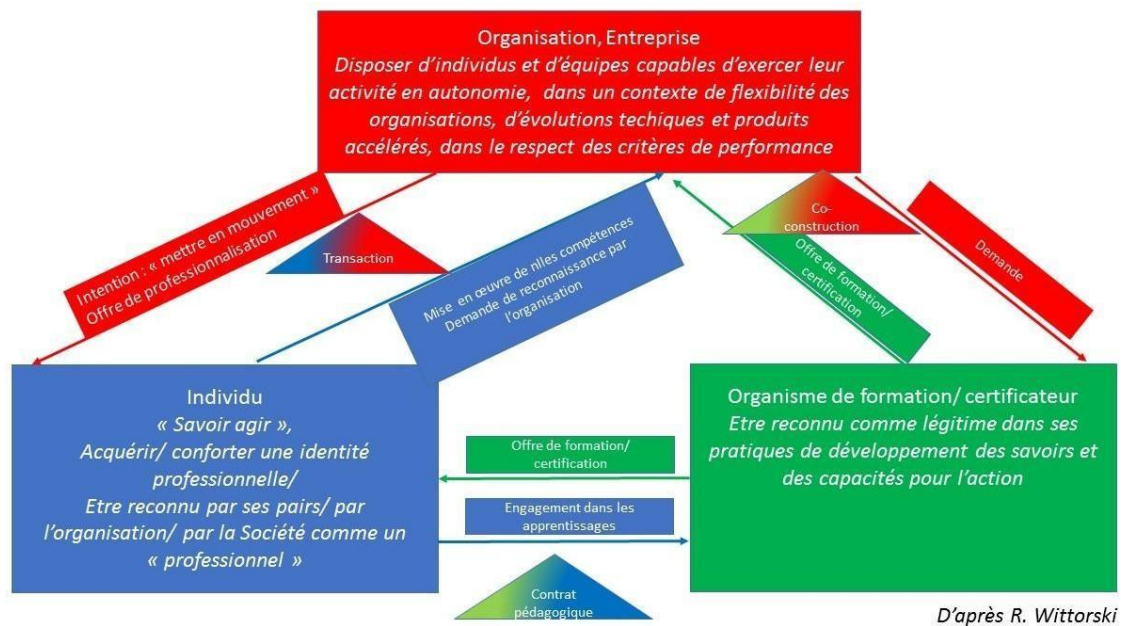 Organisation, Entreprise
Disposer d'individus et d'équipes capables d'exercer leur
activité en autonomie, dans un contexte de flexibilité des
organisations, d'évolutions techiques et produits
accélérés, dans le respect des critères de performance
Intention : « mettre en mouvement »
Offre de professionnalisation
Transaction
Mise en œuvre de nlles compétences
Demande de reconnaissance par
l'organisation
Co-
construction
Offre de formation/
certification
Demande
Individu
« Savoir agir »,
Acquérir/ conforter une identité
professionnelle/
Etre reconnu par ses pairs/ par
l'organisation/ par la Société comme un
« professionnel »
Offre de formation/
certification
Engagement dans les
apprentissages
Contrat
pédagogique
Organisme de formation/ certificateur
Etre reconnu comme légitime dans ses
pratiques de développement des savoirs et
des capacités pour l'action
D'après R. Wittorski